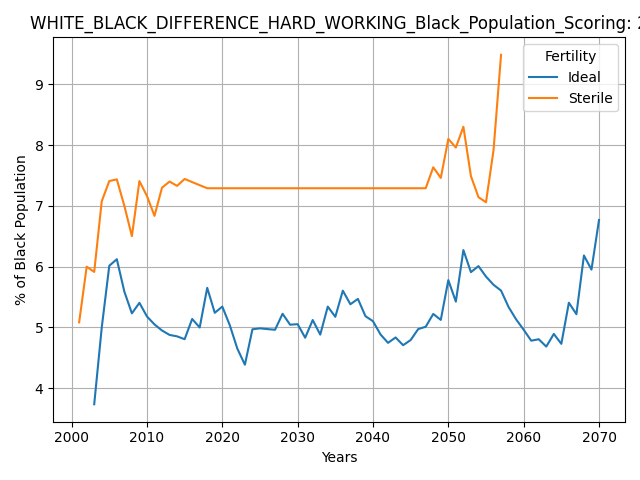 WHITE_BLACK_DIFFERENCE_HARD_WORKING_Black_Population_Scoring:
Fertility
Ideal
Sterile
9
8
7
6
5
4
% of Black Population
2000 2010 2020 2030 2040 2050 2060 2070
Years